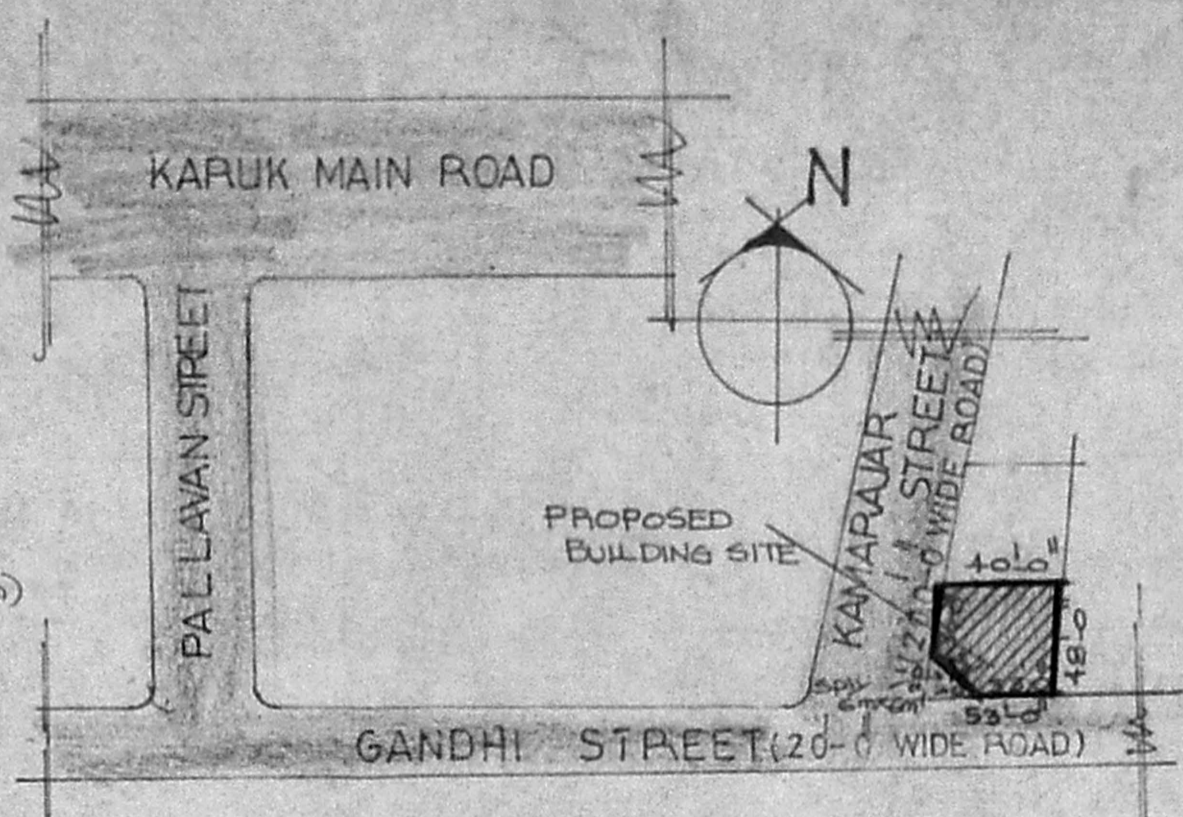 KARUK MAIN ROAD
N
PALLAVAN STREET
KAMARAJAR
STREET
WIDE ROAD)
PROPOSED
BUILDING SITE
40'-0"
48'-0"
53'-0"
GANDHI STREET (20'-0 WIDE ROAD)